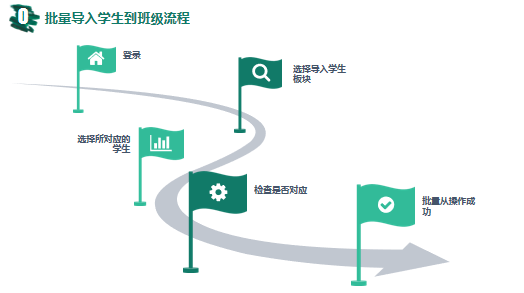 批量导入学生到班级流程
登录
选择导入学生
板块
选择所对应的
学生
检查是否对应
批量从操作成
功